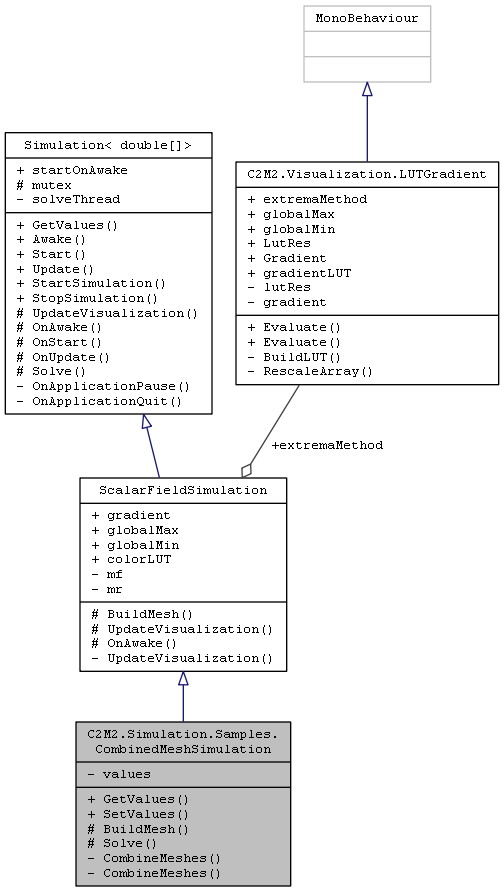 MonoBehaviour
Simulation< double[]>
+ startOnAwake
# mutex
- solveThread
+ GetValues()
+ Awake()
+ Start()
+ Update()
+ StartSimulation()
+ StopSimulation()
# UpdateVisualization()
# OnAwake()
# OnStart()
# OnUpdate()
# Solve()
- OnApplicationPause()
- OnApplicationQuit()
C2M2.Visualization.LUTGradient
+ extremaMethod
+ globalMax
+ globalMin
+ LutRes
+ Gradient
+ gradientLUT
- lutRes
- gradient
+ Evaluate()
+ Evaluate()
- BuildLUT()
- RescaleArray()
+extremaMethod
ScalarFieldSimulation
+ gradient
+ globalMax
+ globalMin
+ colorLUT
- mf
- mr
# BuildMesh()
# UpdateVisualization()
# OnAwake()
- UpdateVisualization()
C2M2.Simulation.Samples.
CombinedMeshSimulation
- values
+ GetValues()
+ SetValues()
# BuildMesh()
# Solve()
- CombineMeshes()
- CombineMeshes()